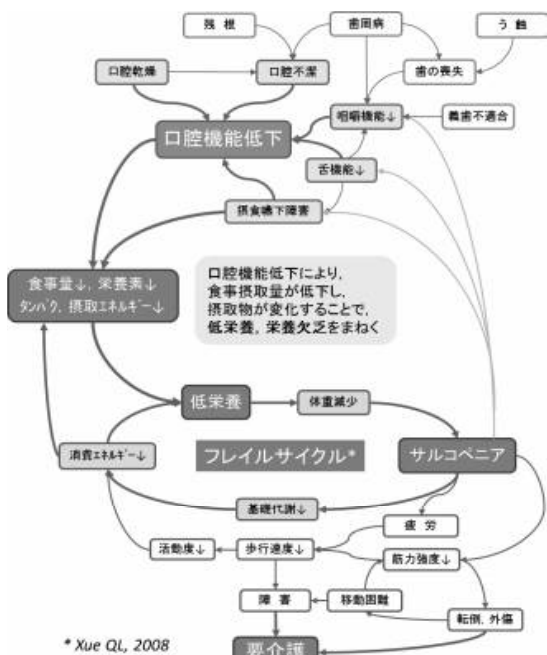 残 根
歯周病
う 蝕
口腔乾燥
口腔不潔
歯の喪失
口腔機能低下
咀嚼機能↓
義歯不適合
舌機能↓
摂食嚥下障害
食事量↓, 栄養素↓
タンパク, 摂取エネルギー↓
口腔機能低下により,
食事摂取量が低下し,
摂取物が変化することで,
低栄養, 栄養欠乏をまねく
低栄養
体重減少
消費エネルギー↓
フレイルサイクル*
サルコペニア
基礎代謝↓
疲 労
活動度↓
歩行速度↓
筋力強度↓
障 害
移動困難
転倒, 外傷
* Xue QL, 2008
要介護